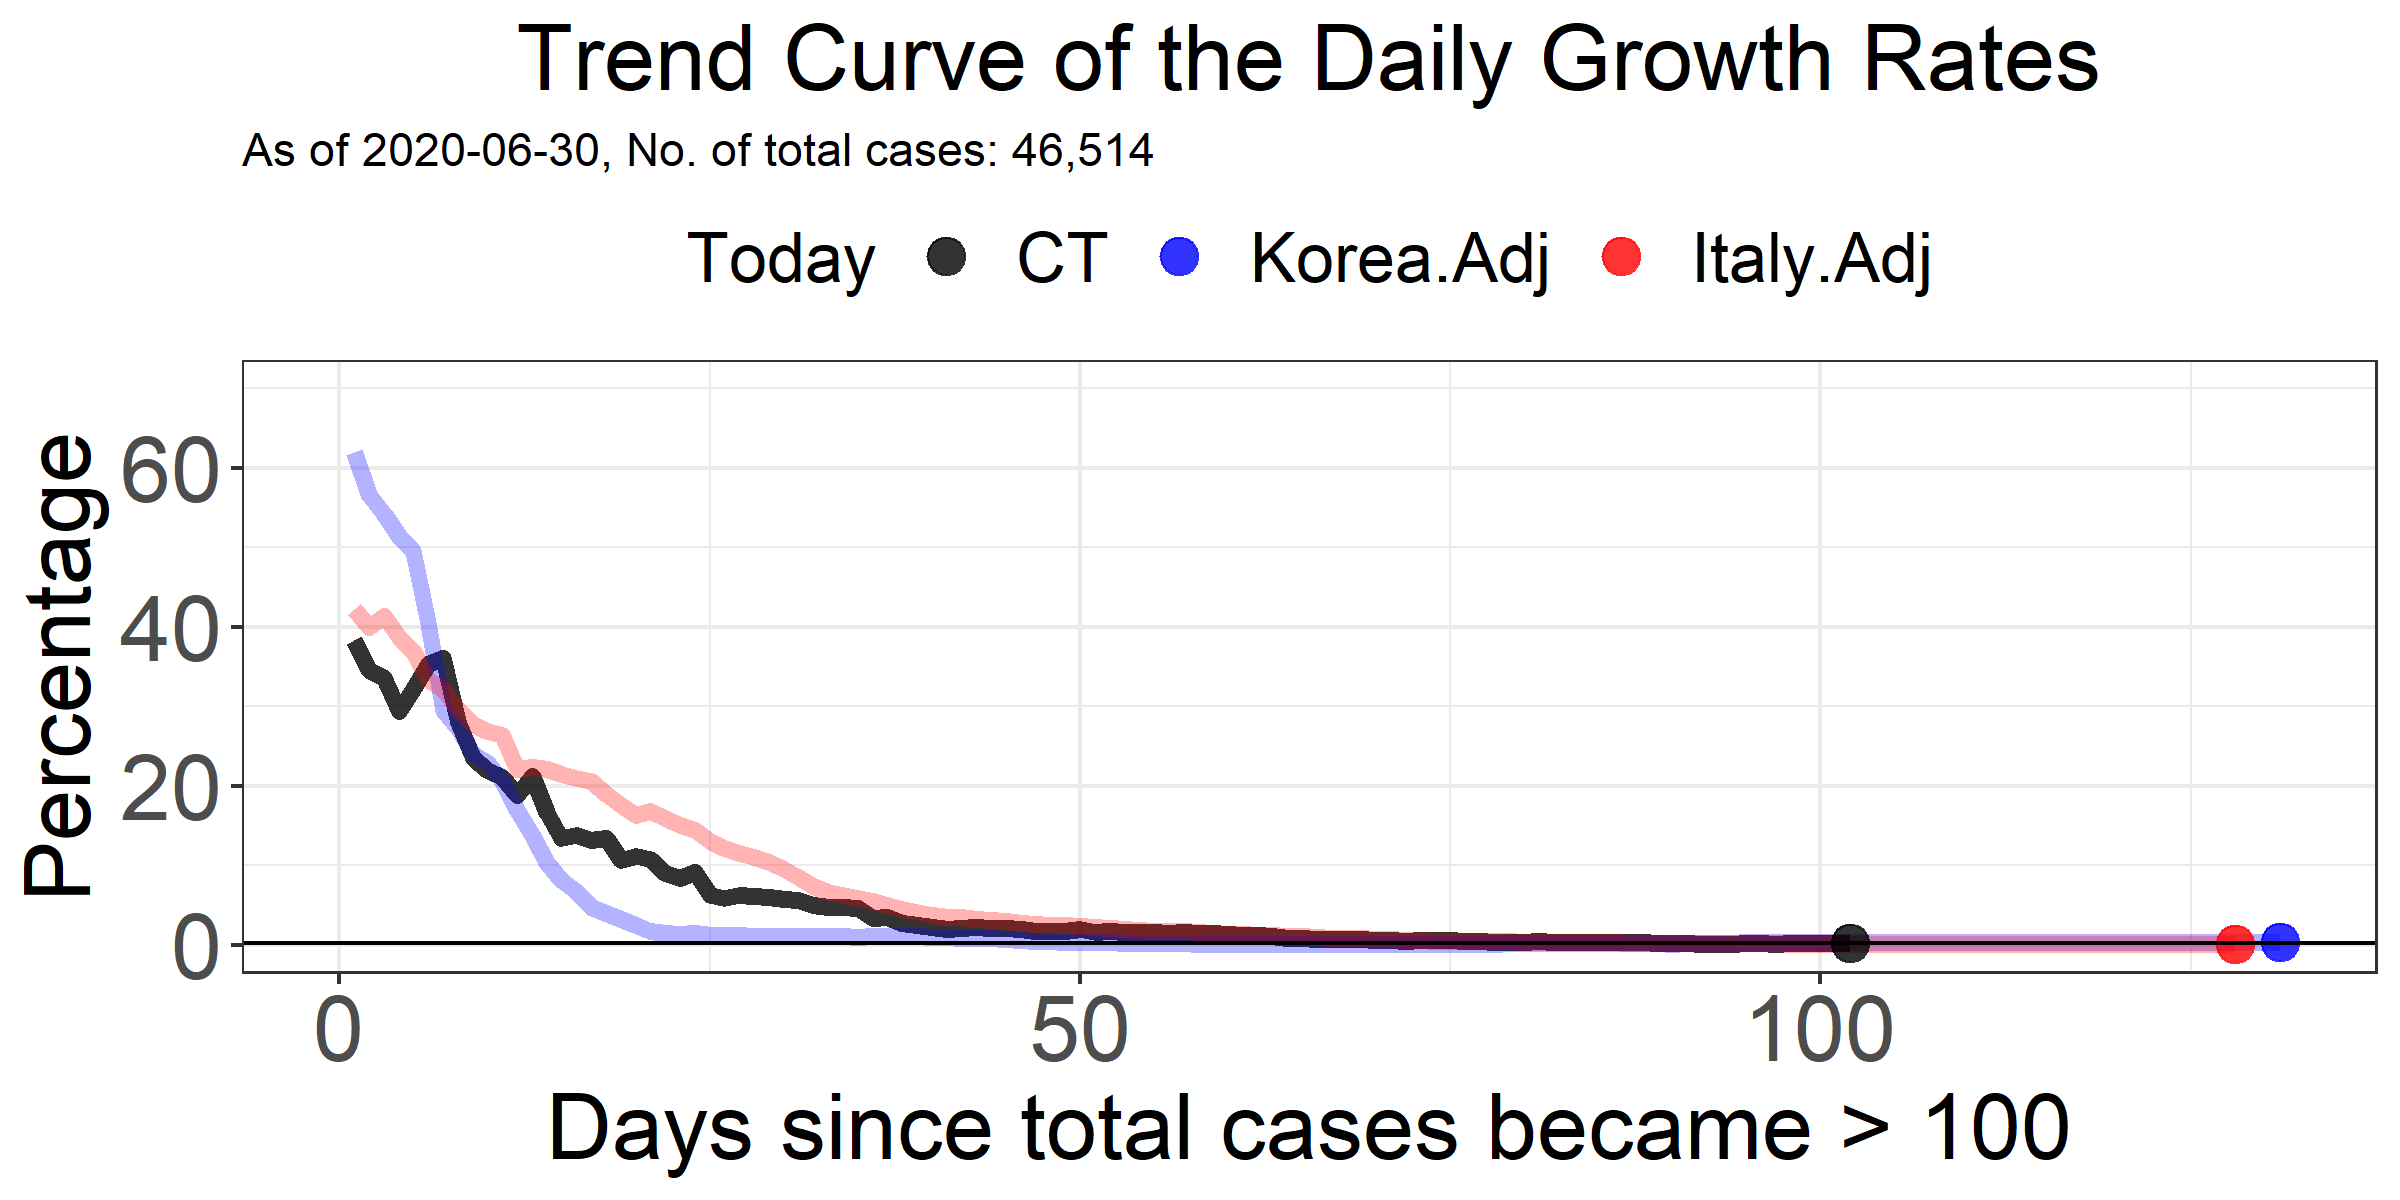 Trend Curve of the Daily Growth Rates
As of 2020-06-30, No. of total cases: 46,514
Today CT Korea.Adj Italy.Adj
Percentage
60
40
20
0
0 50 100
Days since total cases became > 100